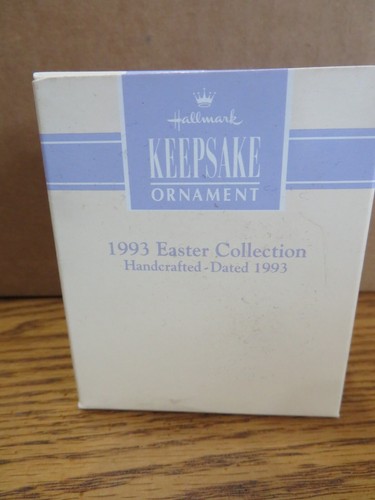 Hallmark
KEEPSAKE
ORNAMENT
1993 Easter Collection
Handcrafted - Dated 1993